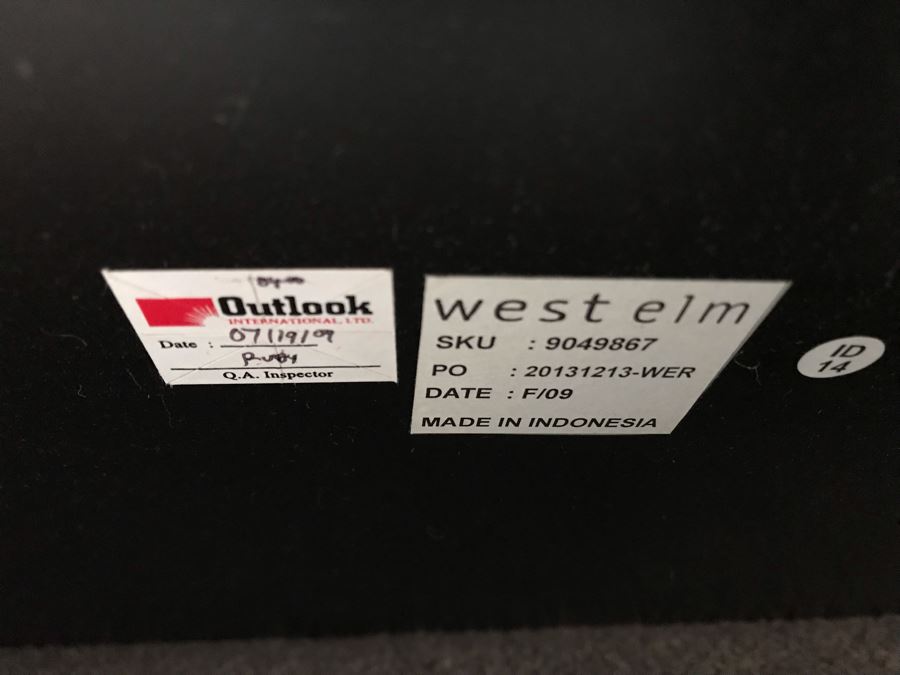 Outlook
INTERNATIONAL, LTD.
Date : 07/19/09
Rudy
Q.A. Inspector
west elm
SKU : 9049867
PO : 20131213-WER
DATE : F/09
MADE IN INDONESIA
ID
14